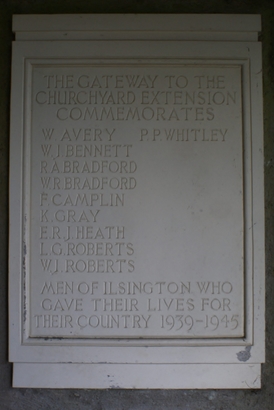 THE GATEWAY TO THE
CHURCHYARD EXTENSION
COMMEMORATES
W. AVERY P.P. WHITLEY
W.J. BENNETT
R.A. BRADFORD
W.R. BRADFORD
F. CAMPLIN
K. GRAY
E.R.J. HEATH
L.G. ROBERTS
W.J. ROBERTS
MEN OF ILSINGTON WHO
GAVE THEIR LIVES FOR
THEIR COUNTRY 1939-1945